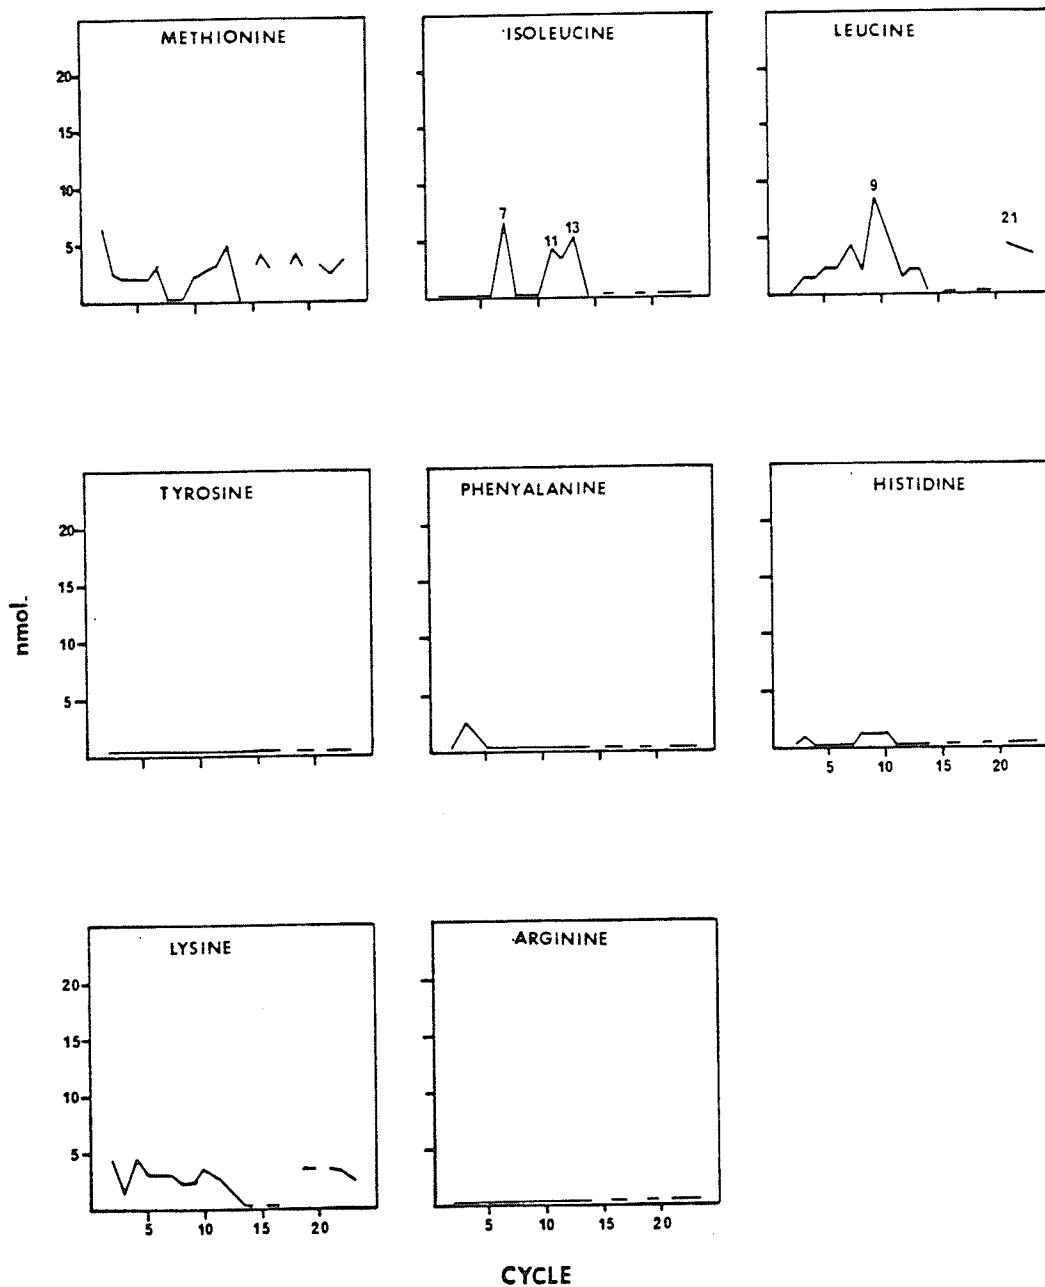 METHIONINE
ISOLEUCINE
LEUCINE
20
15
10
5
7
11
13
9
21
TYROSINE
PHENYALANINE
HISTIDINE
nmol.
20
15
10
5
5
10
15
20
LYSINE
ARGININE
20
15
10
5
5
10
15
20
5
10
15
20
CYCLE